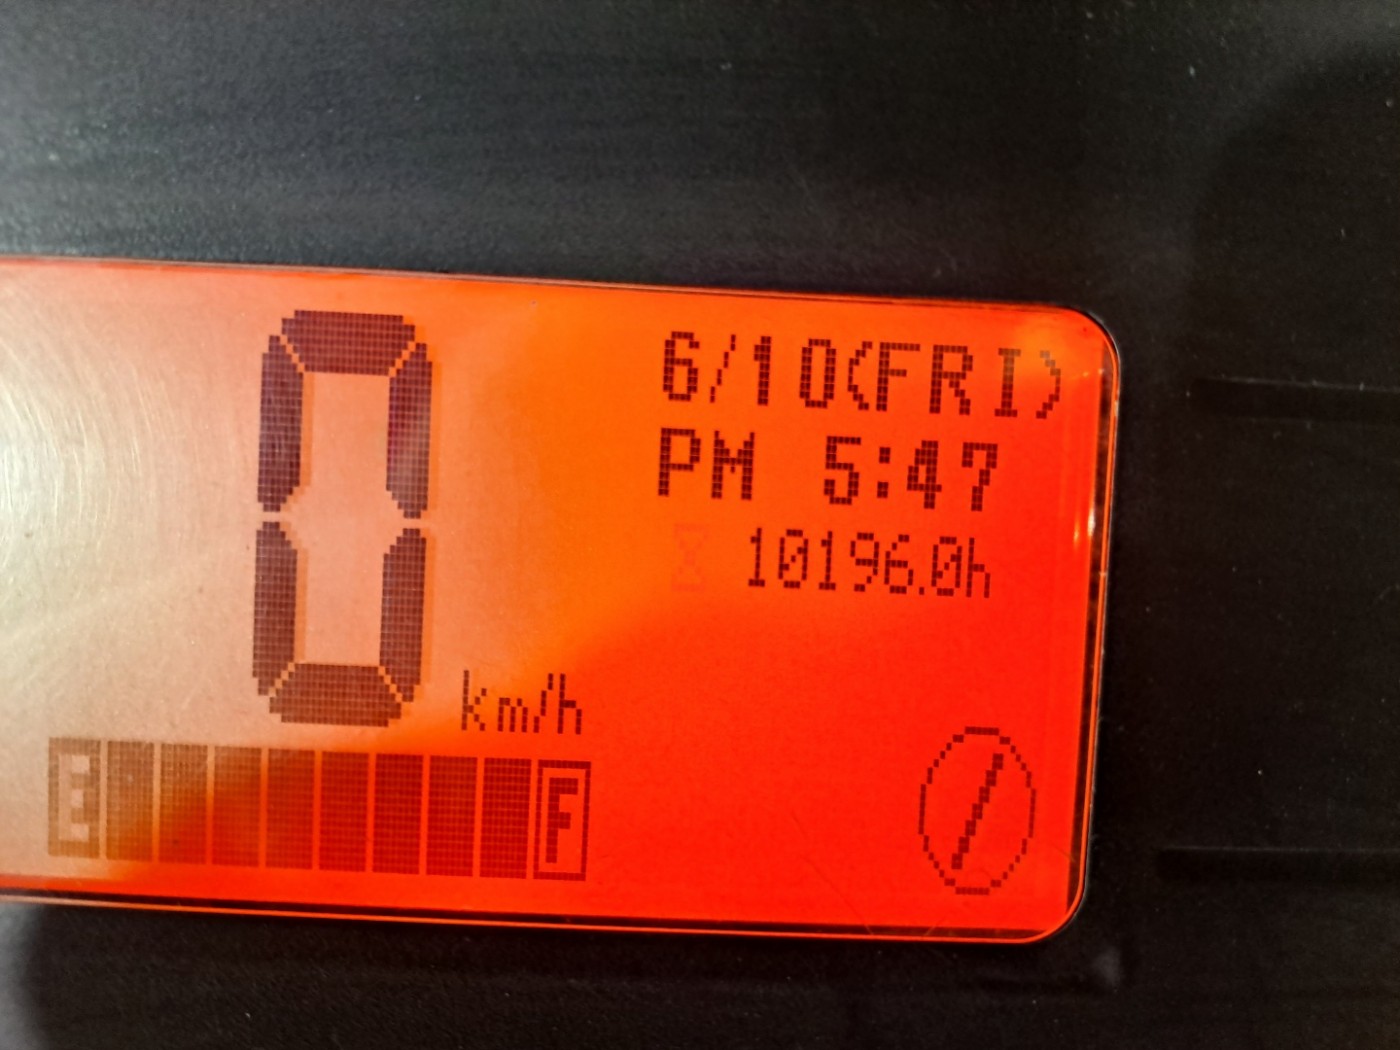 0 km/h
6/10(FRI)
PM 5:47
10196.0h
E F